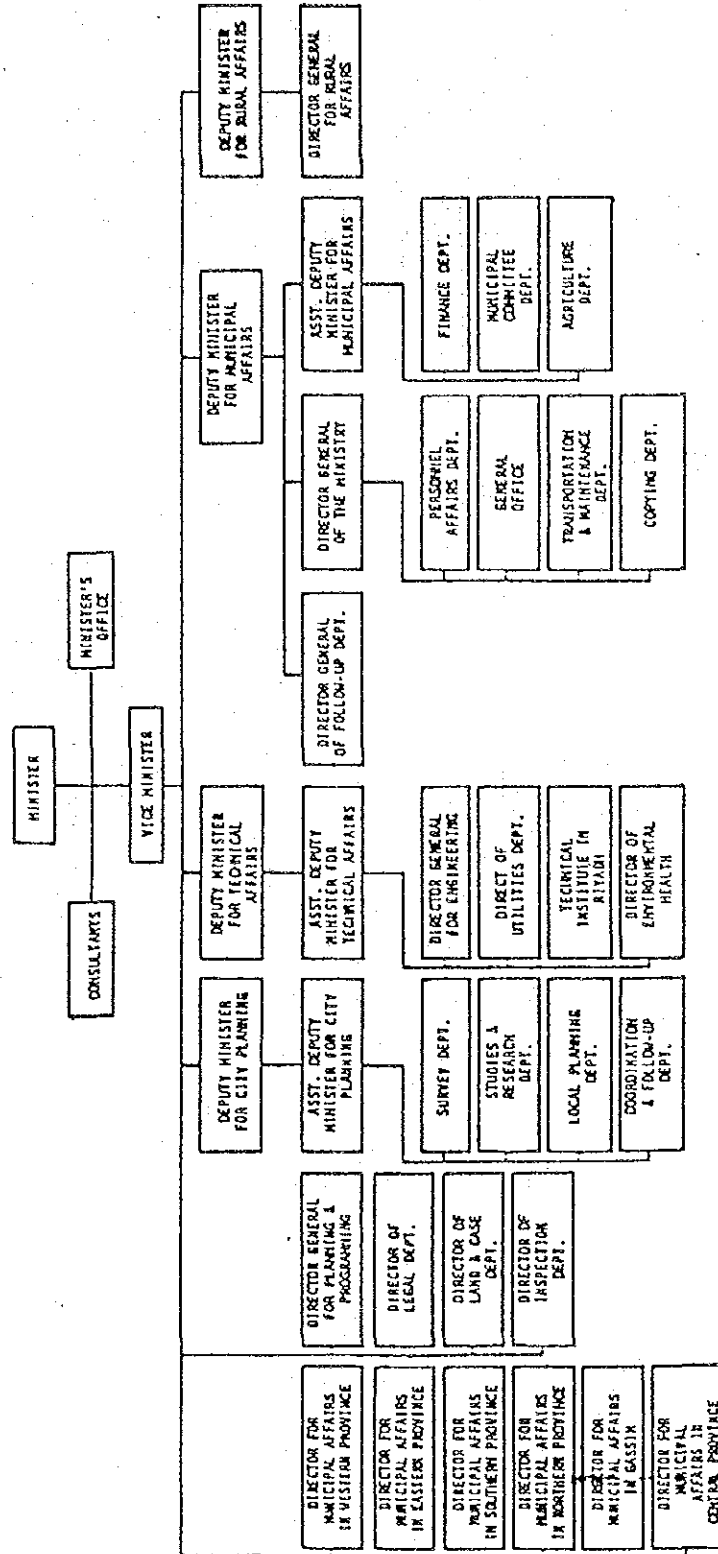 MINISTER
CONSULTANTS
MINISTER'S
OFFICE
VICE MINISTER
DEPUTY MINISTER
FOR CITY PLANNING
DEPUTY MINISTER
FOR TECHNICAL
AFFAIRS
DEPUTY MINISTER
FOR MUNICIPAL
AFFAIRS
DEPUTY MINISTER
FOR RURAL AFFAIRS
DIRECTOR FOR
MUNICIPAL AFFAIRS
IN WESTERN PROVINCE
DIRECTOR FOR
MUNICIPAL AFFAIRS
IN EASTERN PROVINCE
DIRECTOR FOR
MUNICIPAL AFFAIRS
IN SOUTHERN PROVINCE
DIRECTOR FOR
MUNICIPAL AFFAIRS
IN NORTHERN PROVINCE
DIRECTOR FOR
MUNICIPAL AFFAIRS
IN GASSIM
DIRECTOR FOR
MUNICIPAL
AFFAIRS IN
CENTRAL PROVINCE
DIRECTOR GENERAL
FOR PLANNING &
PROGRAMMING
DIRECTOR OF
LEGAL DEPT.
DIRECTOR OF
LAND & CASE
DEPT.
DIRECTOR OF
INSPECTION
DEPT.
ASST. DEPUTY
MINISTER FOR CITY
PLANNING
SURVEY DEPT.
STUDIES &
RESEARCH
DEPT.
LOCAL PLANNING
DEPT.
COORDINATION
& FOLLOW-UP
DEPT.
ASST. DEPUTY
MINISTER FOR
TECHNICAL AFFAIRS
DIRECTOR GENERAL
FOR ENGINEERING
DIRECT OF
UTILITIES DEPT.
TECHNICAL
INSTITUTE IN
RIYADI
DIRECTOR OF
ENVIRONMENTAL
HEALTH
DIRECTOR GENERAL
OF FOLLOW-UP DEPT.
DIRECTOR GENERAL
OF THE MINISTRY
PERSONNEL
AFFAIRS DEPT.
GENERAL
OFFICE
TRANSPORTATION
& MAINTENANCE
DEPT.
COPYING DEPT.
ASST. DEPUTY
MINISTER FOR
MUNICIPAL AFFAIRS
FINANCE DEPT.
MUNICIPAL
COMMITTEE
DEPT.
AGRICULTURE
DEPT.
DIRECTOR GENERAL
FOR RURAL
AFFAIRS